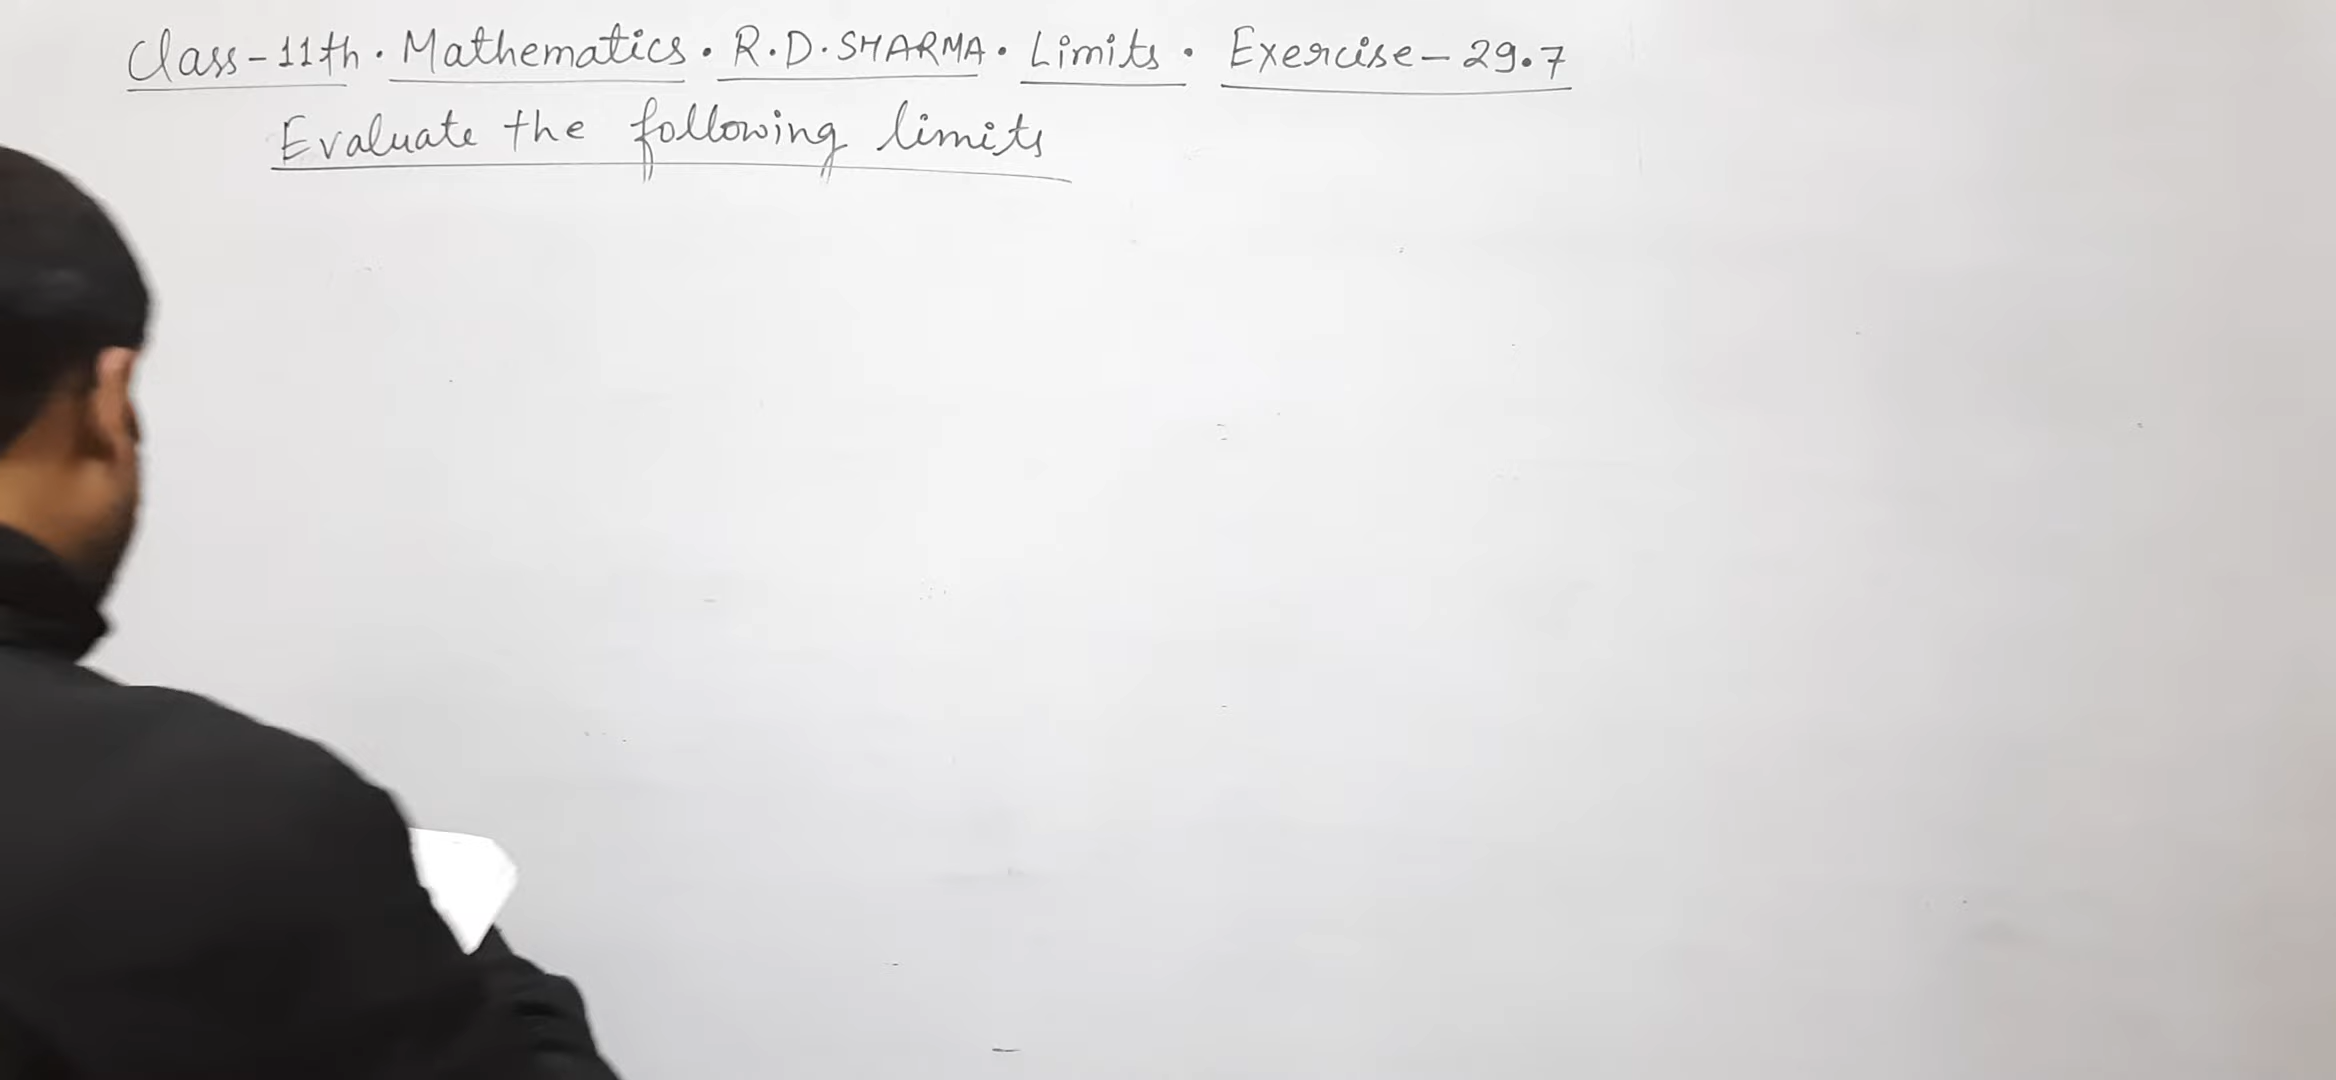 Class-11th. Mathematics. R.D.SHARMA. Limits. Exercise-29.7
Evaluate the following limits